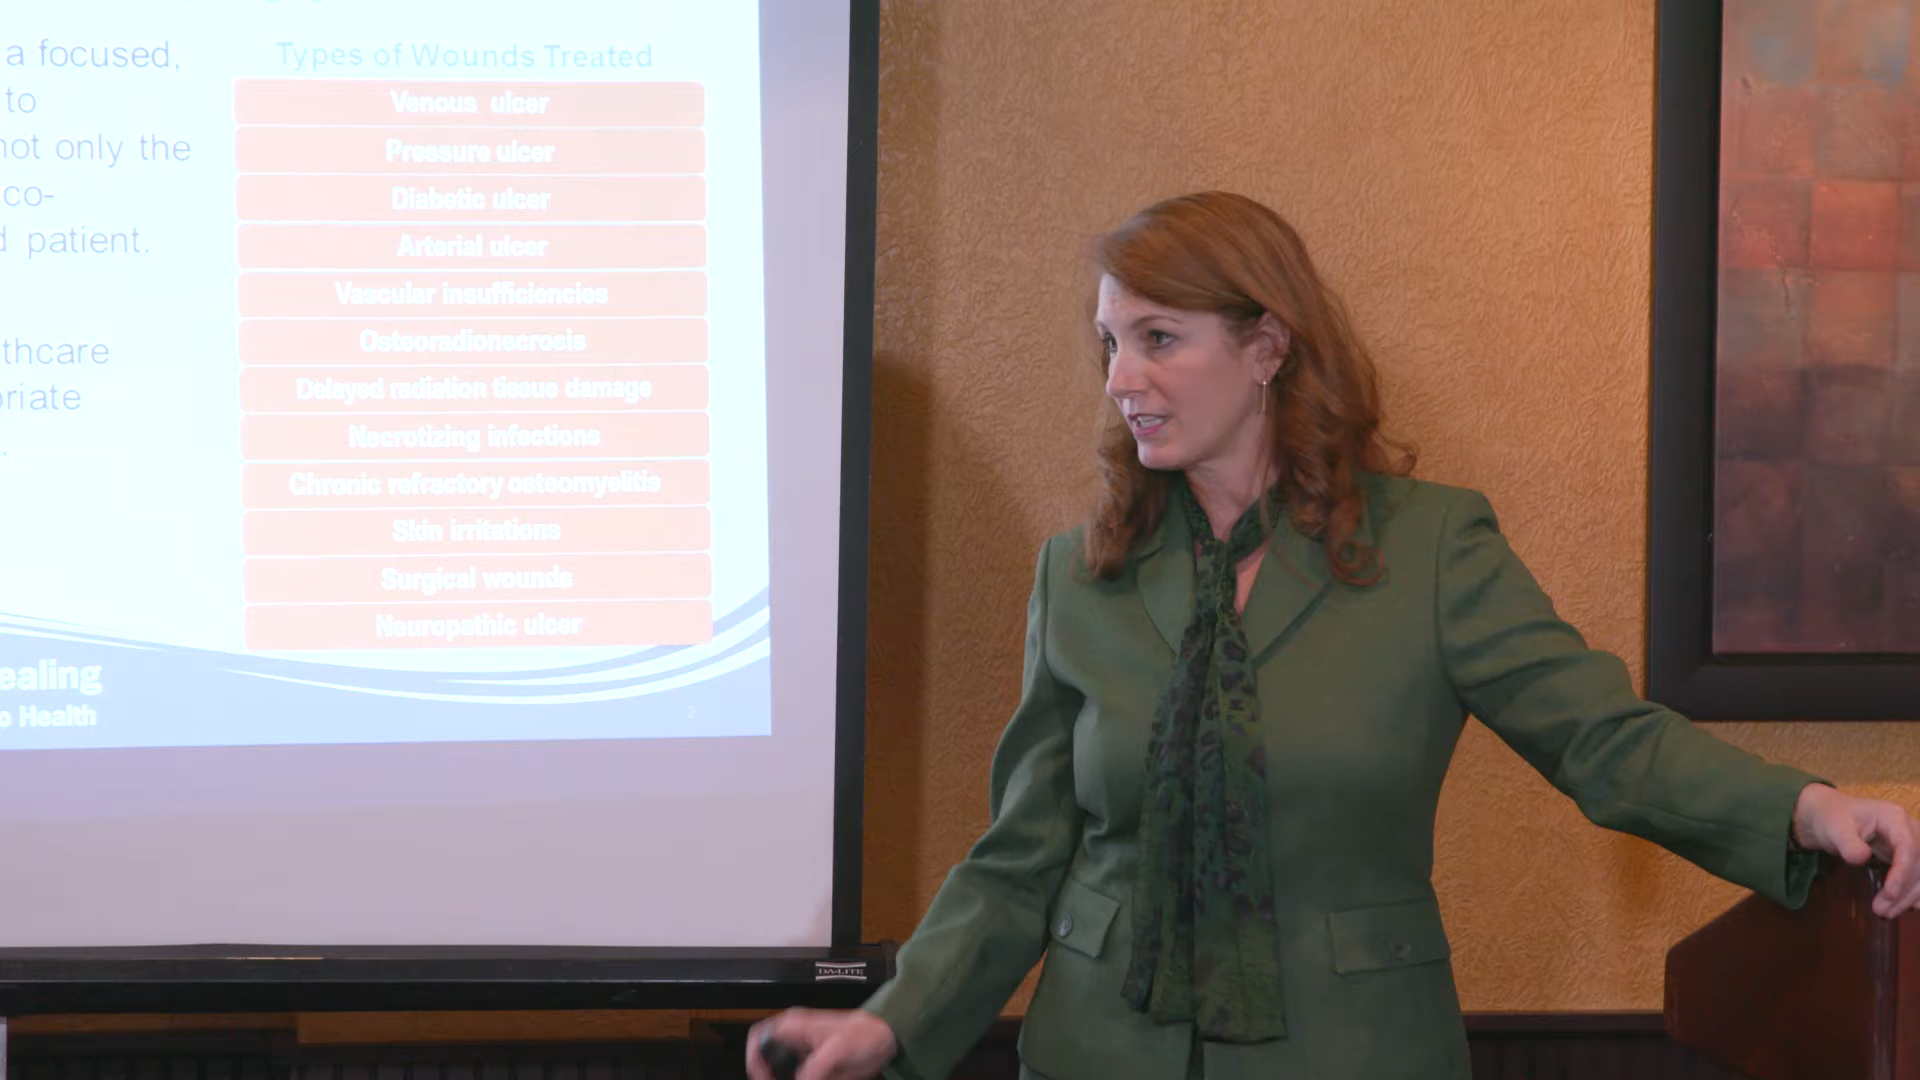 a focused,
to
not only the
co-
d patient.
thcare
priate
.
Types of Wounds Treated
Venous ulcer
Pressure ulcer
Diabetic ulcer
Arterial ulcer
Vascular insufficiencies
Osteoradionecrosis
Delayed radiation tissue damage
Necrotizing infections
Chronic refractory osteomyelitis
Skin irritations
Surgical wounds
Neuropathic ulcer
ealing
o Health
2
DA-LITE